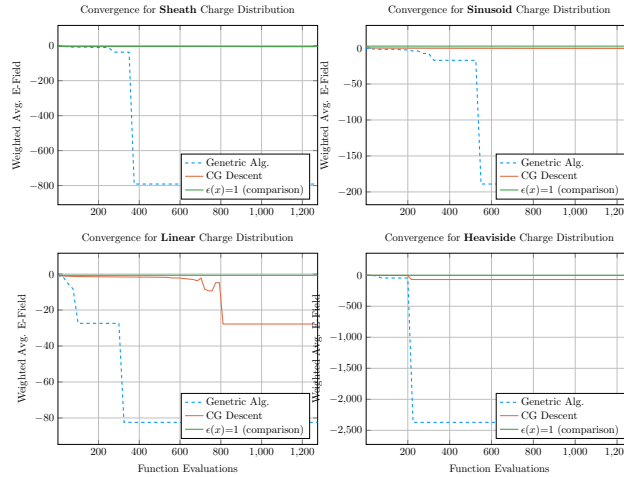 Convergence for Sheath Charge Distribution
Weighted Avg. E-Field
0
−200
−400
−600
−800
200
400
600
800
1,000
1,200
Genetric Alg.
CG Descent
ϵ(x)=1 (comparison)
Convergence for Sinusoid Charge Distribution
Weighted Avg. E-Field
0
−50
−100
−150
−200
200
400
600
800
1,000
1,200
Genetric Alg.
CG Descent
ϵ(x)=1 (comparison)
Convergence for Linear Charge Distribution
Weighted Avg. E-Field
0
−20
−40
−60
−80
200
400
600
800
1,000
1,200
Genetric Alg.
CG Descent
ϵ(x)=1 (comparison)
Function Evaluations
Convergence for Heaviside Charge Distribution
Weighted Avg. E-Field
0
−500
−1,000
−1,500
−2,000
−2,500
200
400
600
800
1,000
1,200
Genetric Alg.
CG Descent
ϵ(x)=1 (comparison)
Function Evaluations